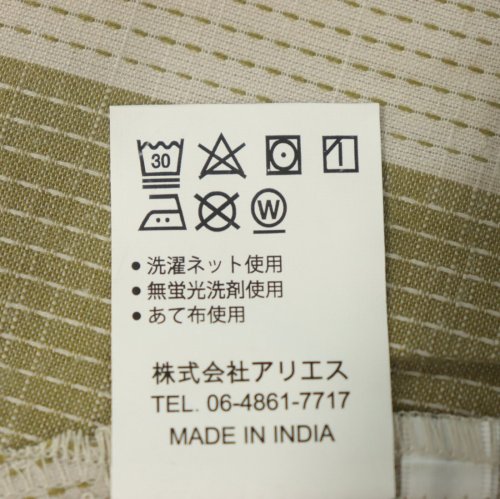 30
W
● 洗濯ネット使用
● 無蛍光洗剤使用
● あて布使用
株式会社アリエス
TEL. 06-4861-7717
MADE IN INDIA